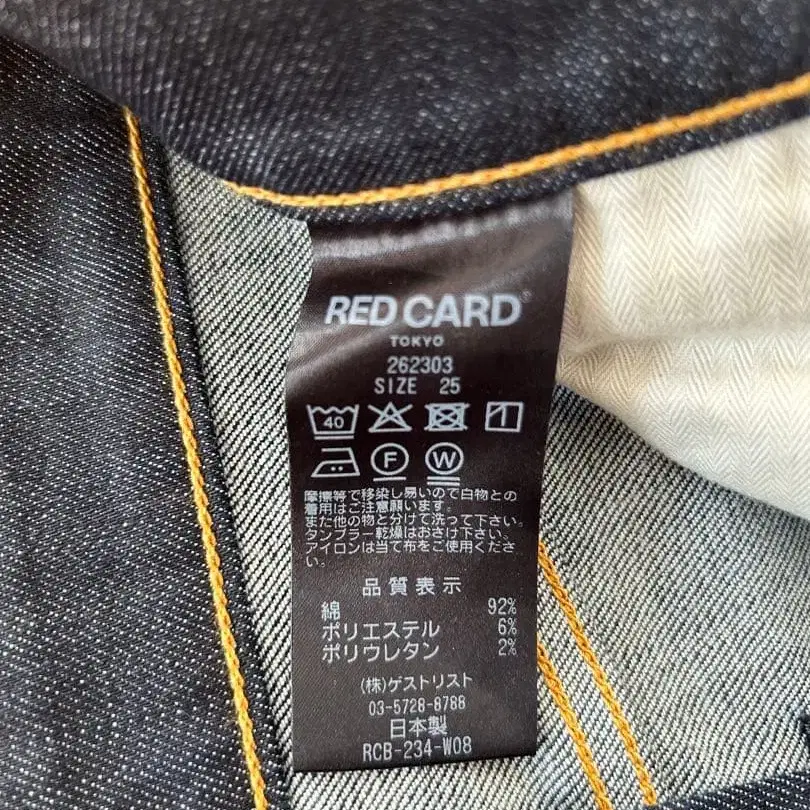 RED CARD®
TOKYO
262303
SIZE 25
40
F
W
摩擦等で移染し易いので白物との
着用はご注意願います。
また他の物と分けて洗って下さい。
タンブラー乾燥はおさけ下さい。
アイロンは当て布をご使用くださ
い。
品質表示
綿 92%
ポリエステル 6%
ポリウレタン 2%
(株)ゲストリスト
03-5728-8788
日本製
RCB-234-W08